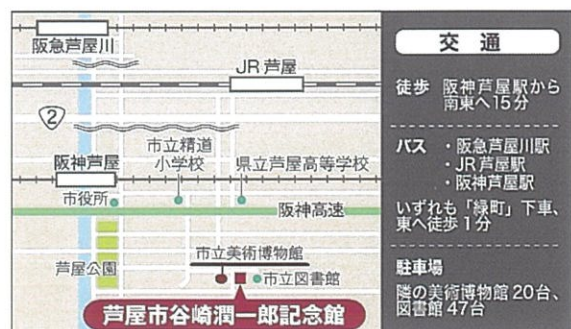 阪急芦屋川
JR芦屋
2
市立精道
小学校
県立芦屋高等学校
阪神芦屋
市役所
阪神高速
芦屋公園
市立美術博物館
市立図書館
芦屋市谷崎潤一郎記念館
交通
徒歩 阪神芦屋駅から
南東へ15分
バス ・阪急芦屋川駅
・JR芦屋駅
・阪神芦屋駅
いずれも「緑町」下車、
東へ徒歩1分
駐車場
隣の美術博物館20台、
図書館47台